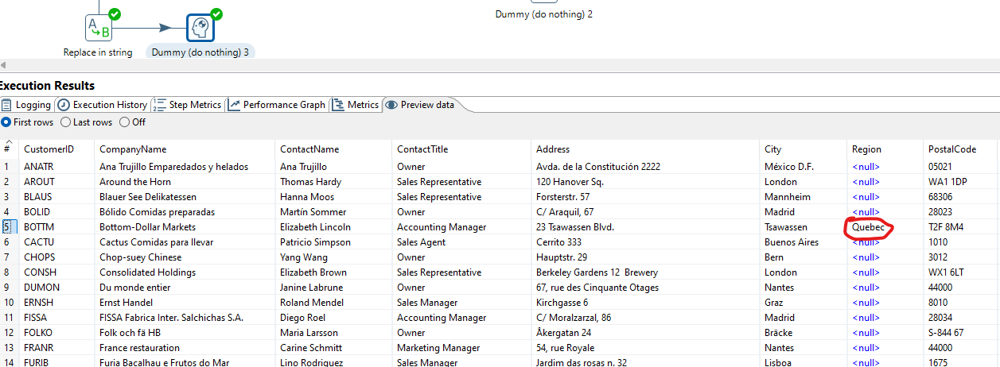 Dummy (do nothing) 2
A
B
Replace in string
Dummy (do nothing) 3
Execution Results
Logging Execution History Step Metrics Performance Graph Metrics Preview data
First rows Last rows Off
# CustomerID CompanyName ContactName ContactTitle Address City Region PostalCode
1 ANATR Ana Trujillo Emparedados y helados Ana Trujillo Owner Avda. de la Constitución 2222 México D.F. <null> 05021
2 AROUT Around the Horn Thomas Hardy Sales Representative 120 Hanover Sq. London <null> WA1 1DP
3 BLAUS Blauer See Delikatessen Hanna Moos Sales Representative Forsterstr. 57 Mannheim <null> 68306
4 BOLID Bólido Comidas preparadas Martín Sommer Owner C/ Araquil, 67 Madrid <null> 28023
5 BOTTM Bottom-Dollar Markets Elizabeth Lincoln Accounting Manager 23 Tsawassen Blvd. Tsawassen Quebec T2F 8M4
6 CACTU Cactus Comidas para llevar Patricio Simpson Sales Agent Cerrito 333 Buenos Aires <null> 1010
7 CHOPS Chop-suey Chinese Yang Wang Owner Hauptstr. 29 Bern <null> 3012
8 CONSH Consolidated Holdings Elizabeth Brown Sales Representative Berkeley Gardens 12 Brewery London <null> WX1 6LT
9 DUMON Du monde entier Janine Labrune Owner 67, rue des Cinquante Otages Nantes <null> 44000
10 ERNSH Ernst Handel Roland Mendel Sales Manager Kirchgasse 6 Graz <null> 8010
11 FISSA FISSA Fabrica Inter. Salchichas S.A. Diego Roel Accounting Manager C/ Moralzarzal, 86 Madrid <null> 28034
12 FOLKO Folk och fä HB Maria Larsson Owner Åkergatan 24 Bräcke <null> S-844 67
13 FRANR France restauration Carine Schmitt Marketing Manager 54, rue Royale Nantes <null> 44000
14 FURIB Furia Bacalhau e Frutos do Mar Lino Rodriguez Sales Manager Jardim das rosas n. 32 Lisboa <null> 1675